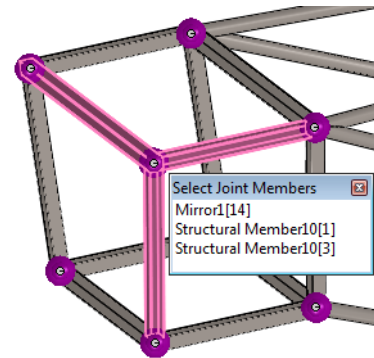 Select Joint Members
Mirror1[14]
Structural Member10[1]
Structural Member10[3]